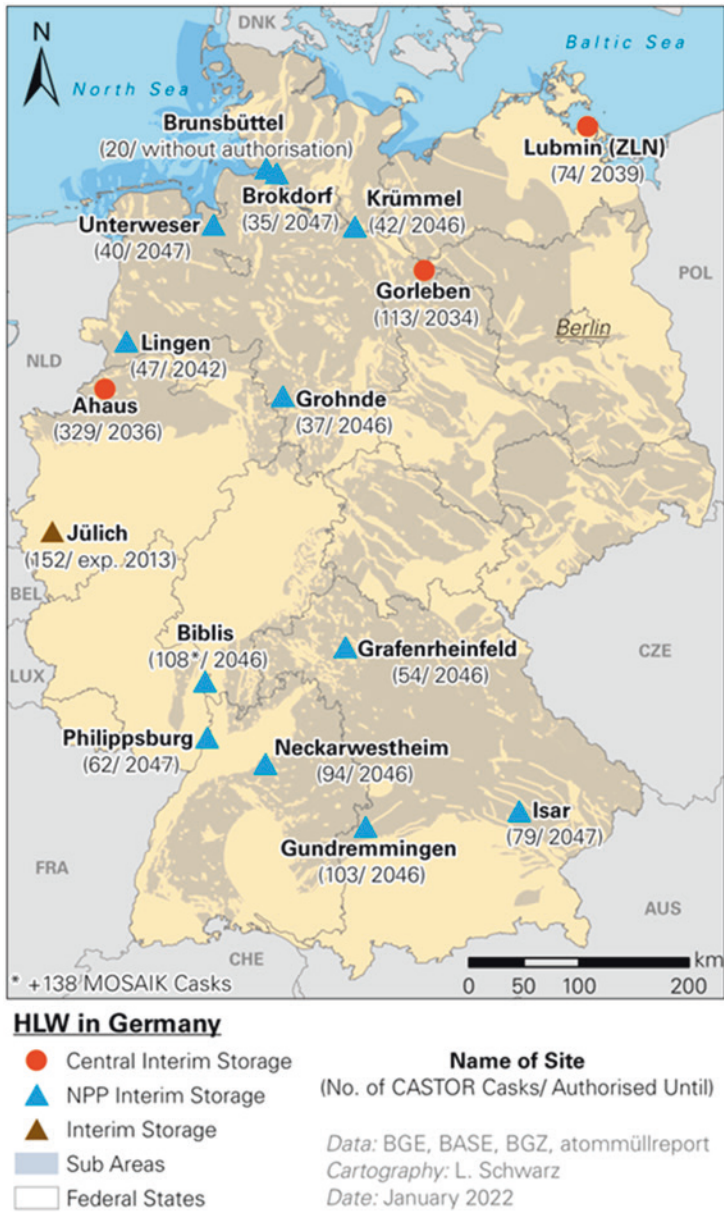 DNK
N
Baltic Sea
North Sea
Brunsbüttel
(20/ without authorisation)
Lubmin (ZLN)
(74/ 2039)
Brokdorf
(35/ 2047)
Krümmel
(42/ 2046)
Unterweser
(40/ 2047)
POL
Gorleben
(113/ 2034)
Berlin
Lingen
(47/ 2042)
NLD
Ahaus
(329/ 2036)
Grohnde
(37/ 2046)
Jülich
(152/ exp. 2013)
BEL
Biblis
(108*/ 2046)
Grafenrheinfeld
(54/ 2046)
CZE
LUX
Philippsburg
(62/ 2047)
Neckarwestheim
(94/ 2046)
Isar
(79/ 2047)
Gundremmingen
(103/ 2046)
FRA
AUS
CHE
* +138 MOSAIK Casks
km
0 50 100 200
HLW in Germany
Central Interim Storage
NPP Interim Storage
Interim Storage
Sub Areas
Federal States
Name of Site
(No. of CASTOR Casks/ Authorised Until)
Data: BGE, BASE, BGZ, atommüllreport
Cartography: L. Schwarz
Date: January 2022